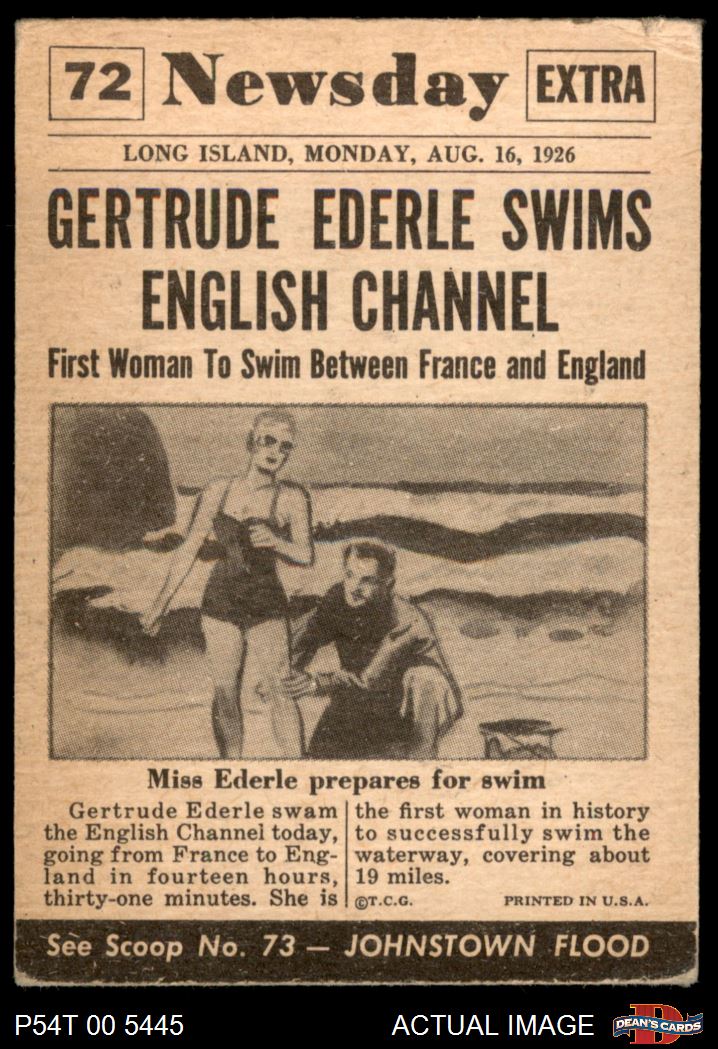 72 Newsday EXTRA
LONG ISLAND, MONDAY, AUG. 16, 1926
GERTRUDE EDERLE SWIMS
ENGLISH CHANNEL
First Woman To Swim Between France and England
Miss Ederle prepares for swim
Gertrude Ederle swam
the English Channel today,
going from France to Eng-
land in fourteen hours,
thirty-one minutes. She is
the first woman in history
to successfully swim the
waterway, covering about
19 miles.
©T.C.G. PRINTED IN U.S.A.
See Scoop No. 73 — JOHNSTOWN FLOOD
P54T 00 5445 ACTUAL IMAGE D DEAN'S CARDS